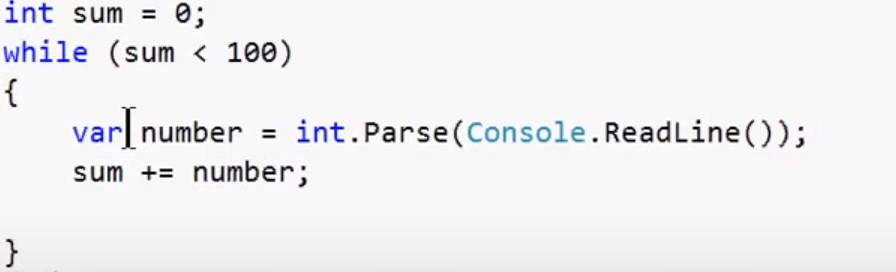 int sum = 0;
while (sum < 100)
{
var number = int.Parse(Console.ReadLine());
sum += number;
}